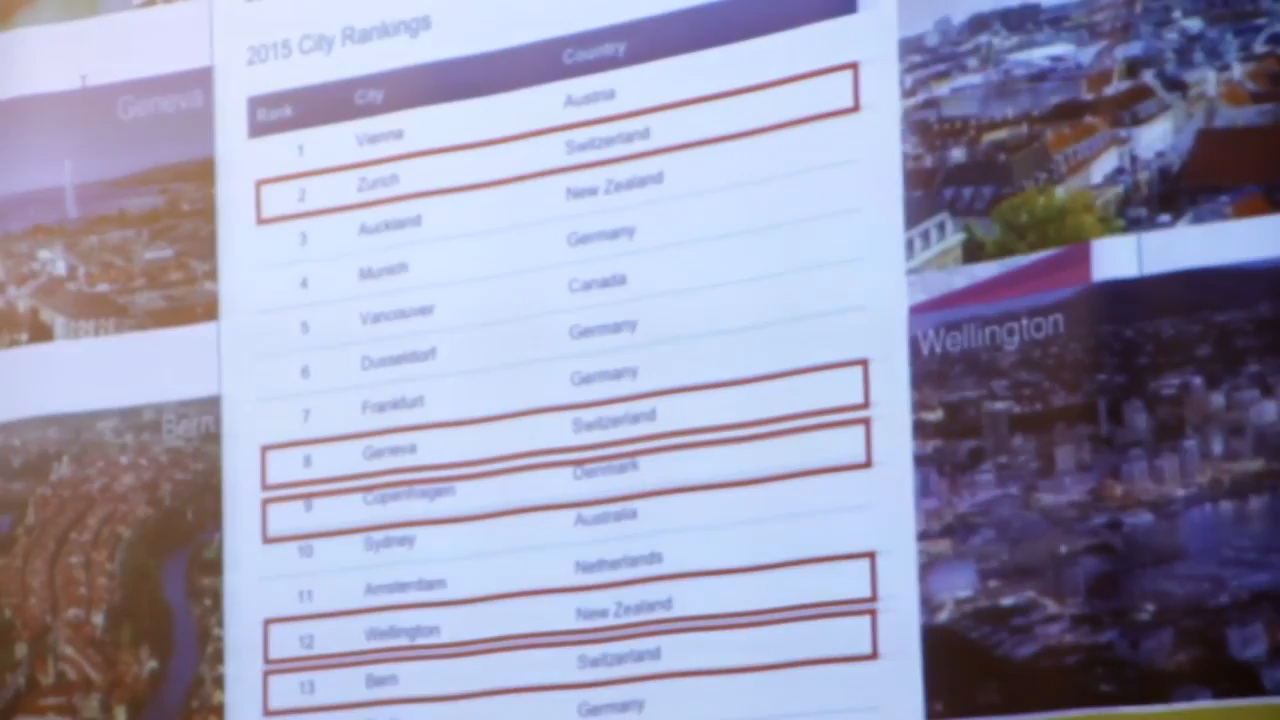 2015 City Rankings
Rank City Country
1 Vienna Austria
2 Zurich Switzerland
3 Auckland New Zealand
4 Munich Germany
5 Vancouver Canada
6 Dusseldorf Germany
7 Frankfurt Germany
8 Geneva Switzerland
9 Copenhagen Denmark
10 Sydney Australia
11 Amsterdam Netherlands
12 Wellington New Zealand
13 Bern Switzerland
Germany
Geneva
Bern
Wellington